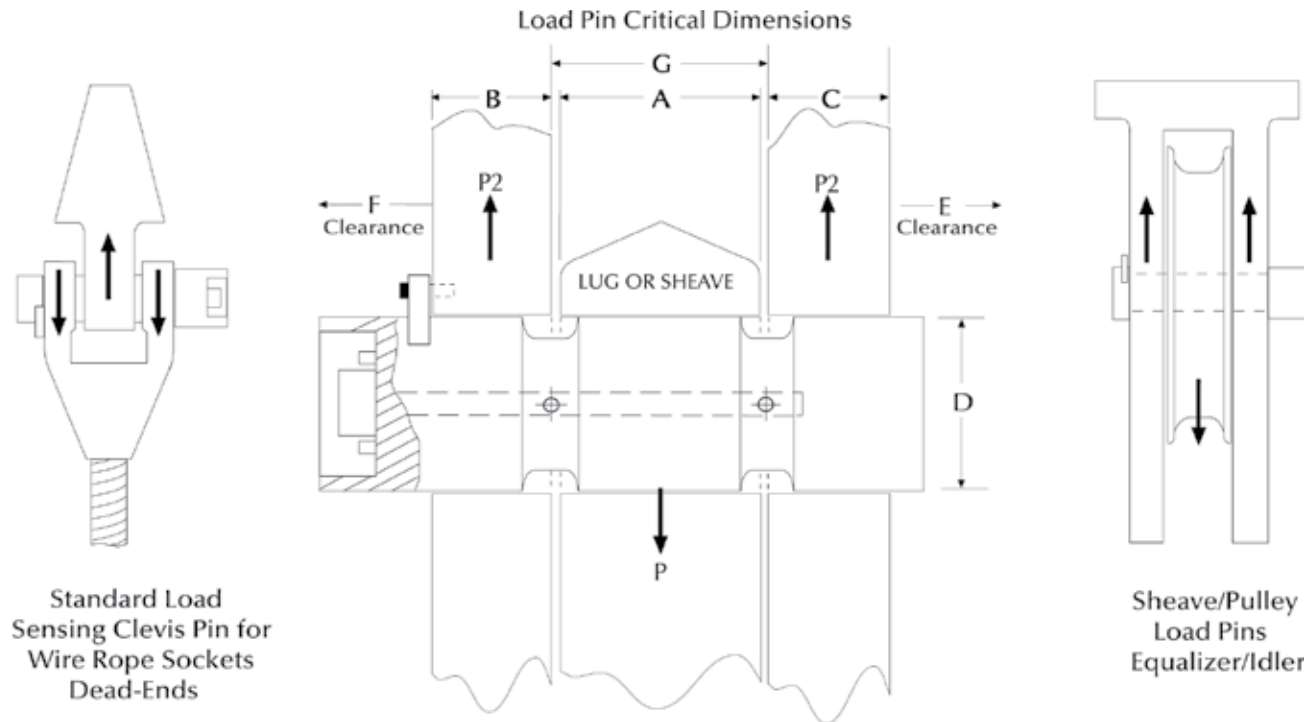 Load Pin Critical Dimensions
G
B
A
C
P2
P2
F
Clearance
E
Clearance
LUG OR SHEAVE
D
P
Standard Load
Sensing Clevis Pin for
Wire Rope Sockets
Dead-Ends
Sheave/Pulley
Load Pins
Equalizer/Idler